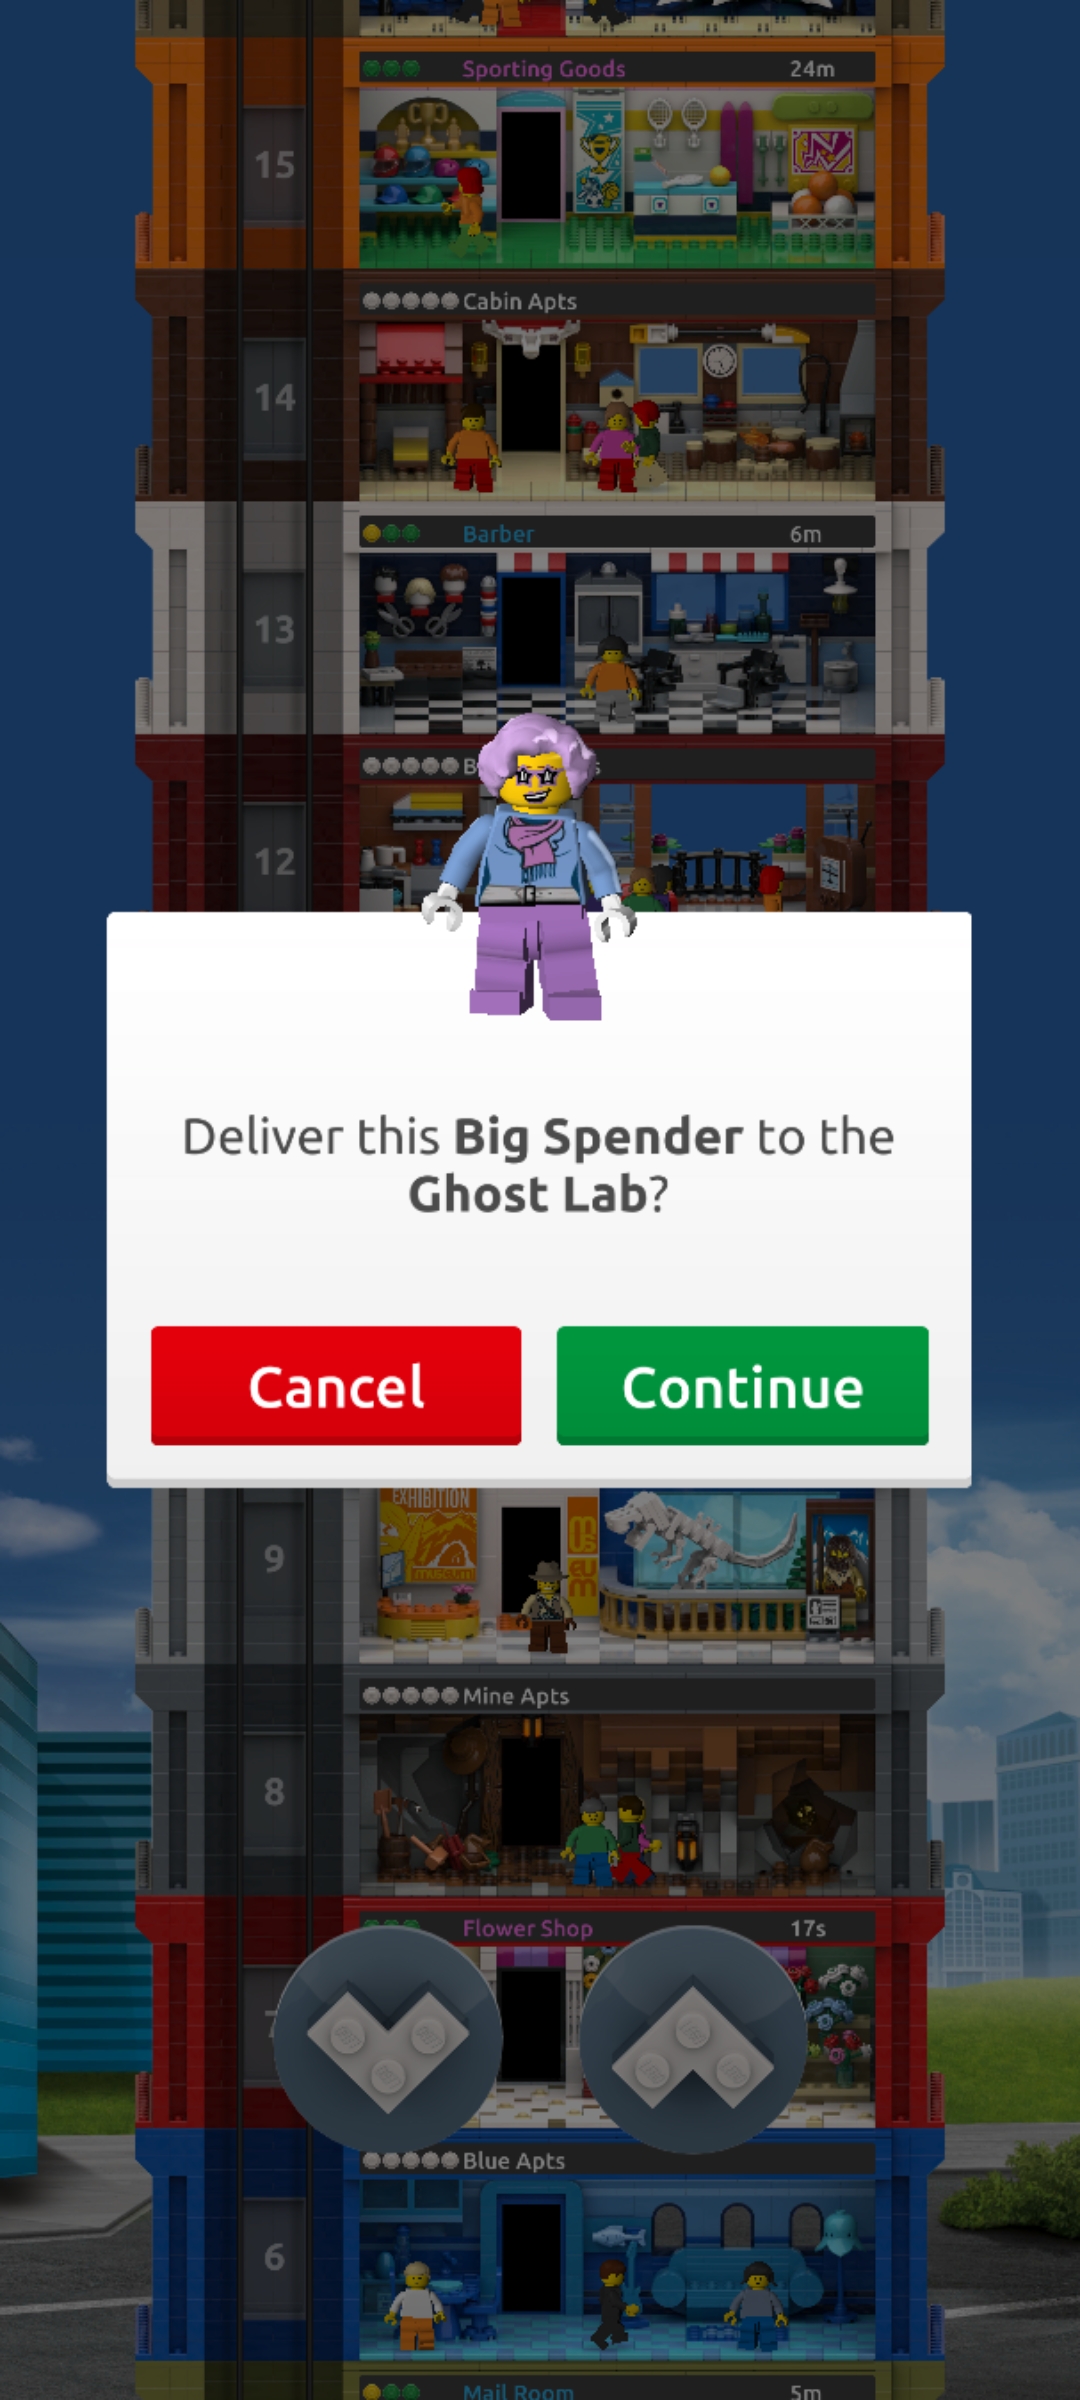 Sporting Goods 24m
15
Cabin Apts
14
Barber 6m
13
12
Deliver this Big Spender to the
Ghost Lab?
Cancel Continue
EXHIBITION
museum
9
Mine Apts
8
Flower Shop 17s
7
Blue Apts
6
Mail Room 5m